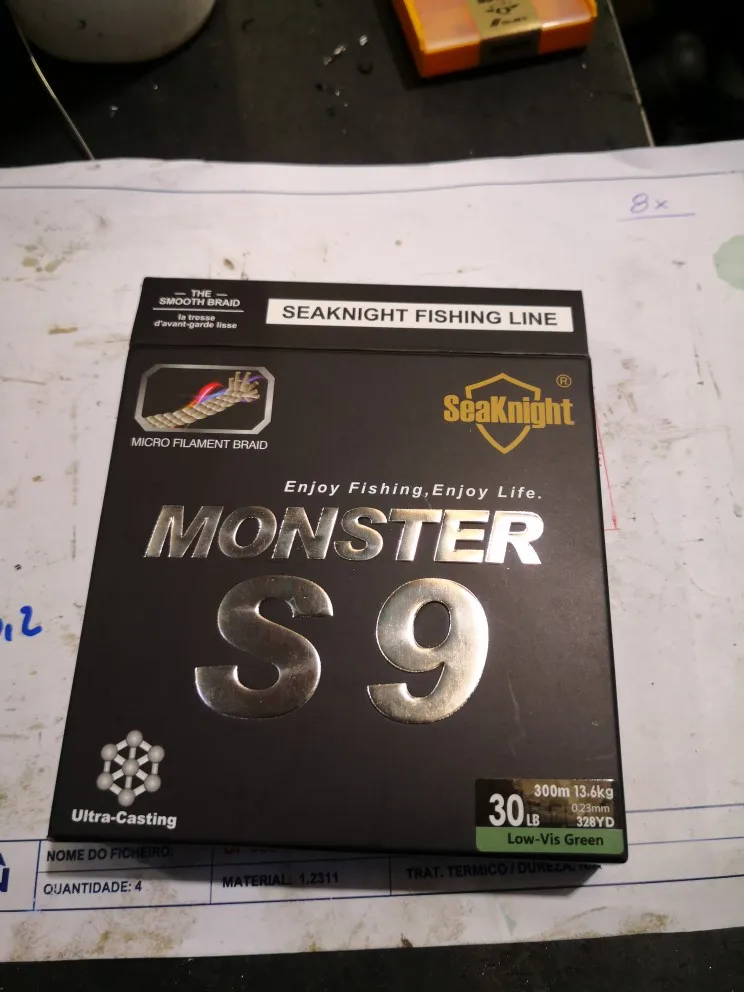 8x
THE
SMOOTH BRAID
la tresse
d'avant-garde lisse
SEAKNIGHT FISHING LINE
MICRO FILAMENT BRAID
SeaKnight®
Enjoy Fishing,Enjoy Life.
MONSTER
S9
,2
Ultra-Casting
300m 13.6kg
30LB
0.23mm
328YD
Low-Vis Green
NOME DO FICHEIRO:
QUANTIDADE: 4
MATERIAL: 1.2311
TRAT. TERMICO / DUREZA: